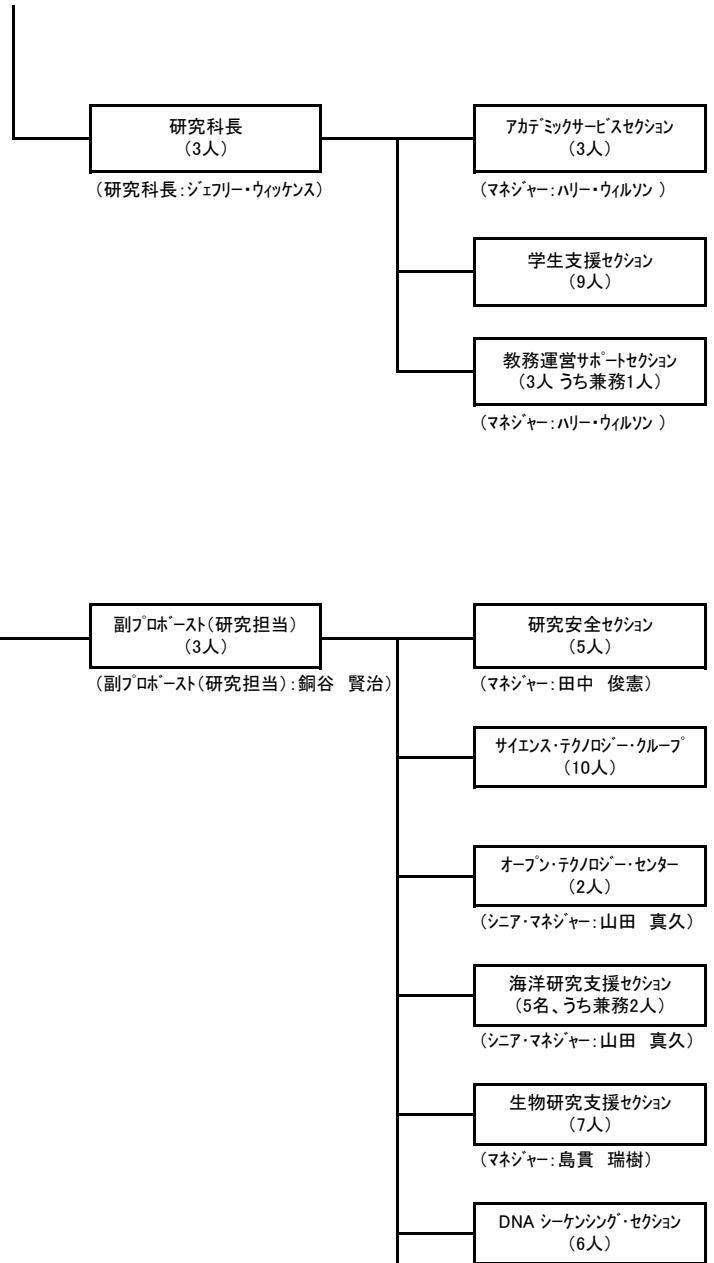 研究科長
（3人）
（研究科長：ｼﾞｪﾌﾘｰ・ｳｨｯｹﾝｽ）
ｱｶﾃﾞﾐｯｸｻｰﾋﾞｽｾｸｼｮﾝ
（3人）
（ﾏﾈｼﾞｬｰ：ﾊﾘｰ・ｳｨﾙｿﾝ ）
学生支援ｾｸｼｮﾝ
（9人）
教務運営ｻﾎﾟｰﾄｾｸｼｮﾝ
（3人 うち兼務1人）
（ﾏﾈｼﾞｬｰ：ﾊﾘｰ・ｳｨﾙｿﾝ ）
副ﾌﾟﾛﾎﾞｰｽﾄ（研究担当）
（3人）
（副ﾌﾟﾛﾎﾞｰｽﾄ（研究担当）：銅谷　賢治）
研究安全ｾｸｼｮﾝ
（5人）
（ﾏﾈｼﾞｬｰ：田中　俊憲）
ｻｲｴﾝｽ・ﾃｸﾉﾛｼﾞｰ・ｸﾙｰﾌﾟ
（10人）
ｵｰﾌﾟﾝ・ﾃｸﾉﾛｼﾞｰ・ｾﾝﾀｰ
（2人）
（ｼﾆｱ・ﾏﾈｼﾞｬｰ：山田　真久）
海洋研究支援ｾｸｼｮﾝ
（5名、うち兼務2人）
（ｼﾆｱ・ﾏﾈｼﾞｬｰ：山田　真久）
生物研究支援ｾｸｼｮﾝ
（7人）
（ﾏﾈｼﾞｬｰ：島貫　瑞樹）
DNA ｼｰｹﾝｼﾝｸﾞ・ｾｸｼｮﾝ
（6人）